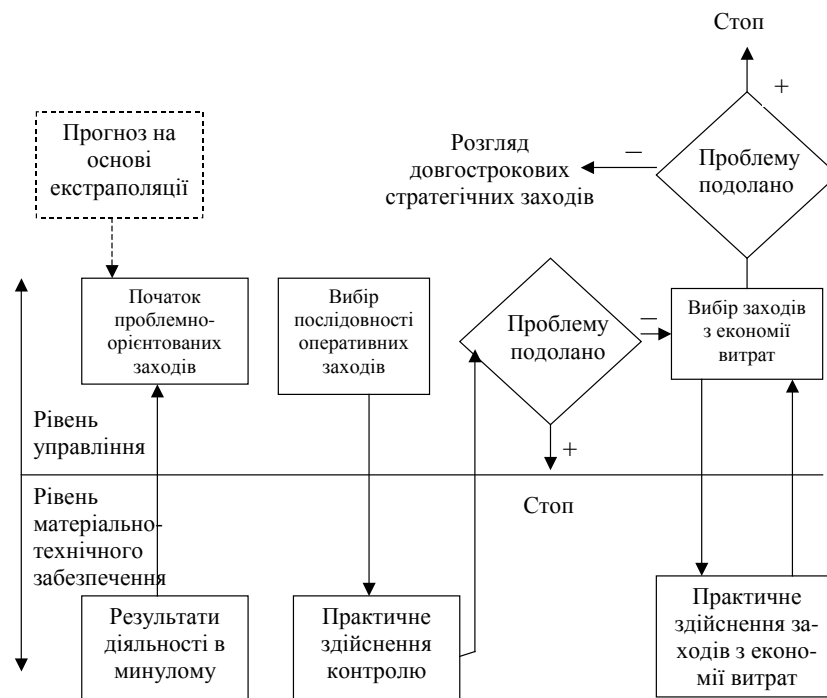 Стоп
+
Прогноз на
основі
екстраполяції
Розгляд
довгострокових
стратегічних заходів
–
Проблему
подолано
Початок
проблемно-
орієнтованих
заходів
Вибір
послідовності
оперативних
заходів
Проблему
подолано
–
Вибір заходів
з економії
витрат
+
Стоп
Рівень
управління
Рівень
матеріально-
технічного
забезпечення
Результати
діяльності в
минулому
Практичне
здійснення
контролю
Практичне
здійснення за-
ходів з еконо-
мії витрат